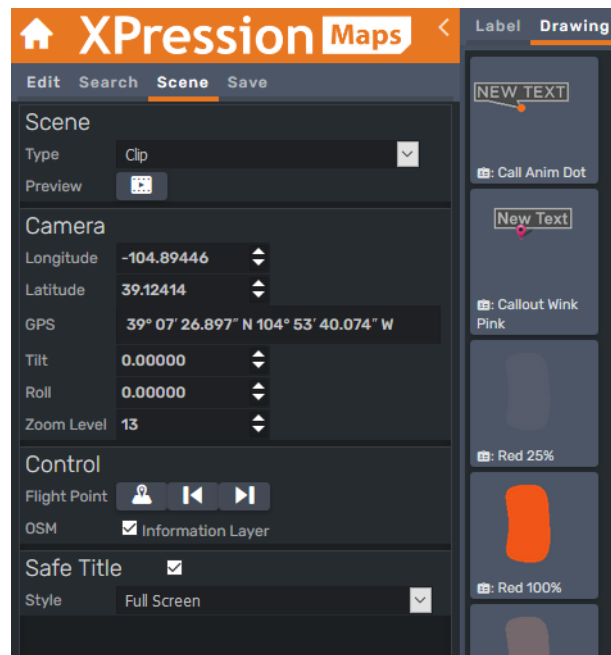 XPression Maps
Label Drawing
Edit Search Scene Save
Scene
Type Clip
Preview
Camera
Longitude -104.89446
Latitude 39.12414
GPS 39° 07′ 26.897″ N 104° 53′ 40.074″ W
Tilt 0.00000
Roll 0.00000
Zoom Level 13
Control
Flight Point
OSM Information Layer
Safe Title
Style Full Screen
NEW TEXT
: Call Anim Dot
New Text
: Callout Wink
Pink
: Red 25%
: Red 100%